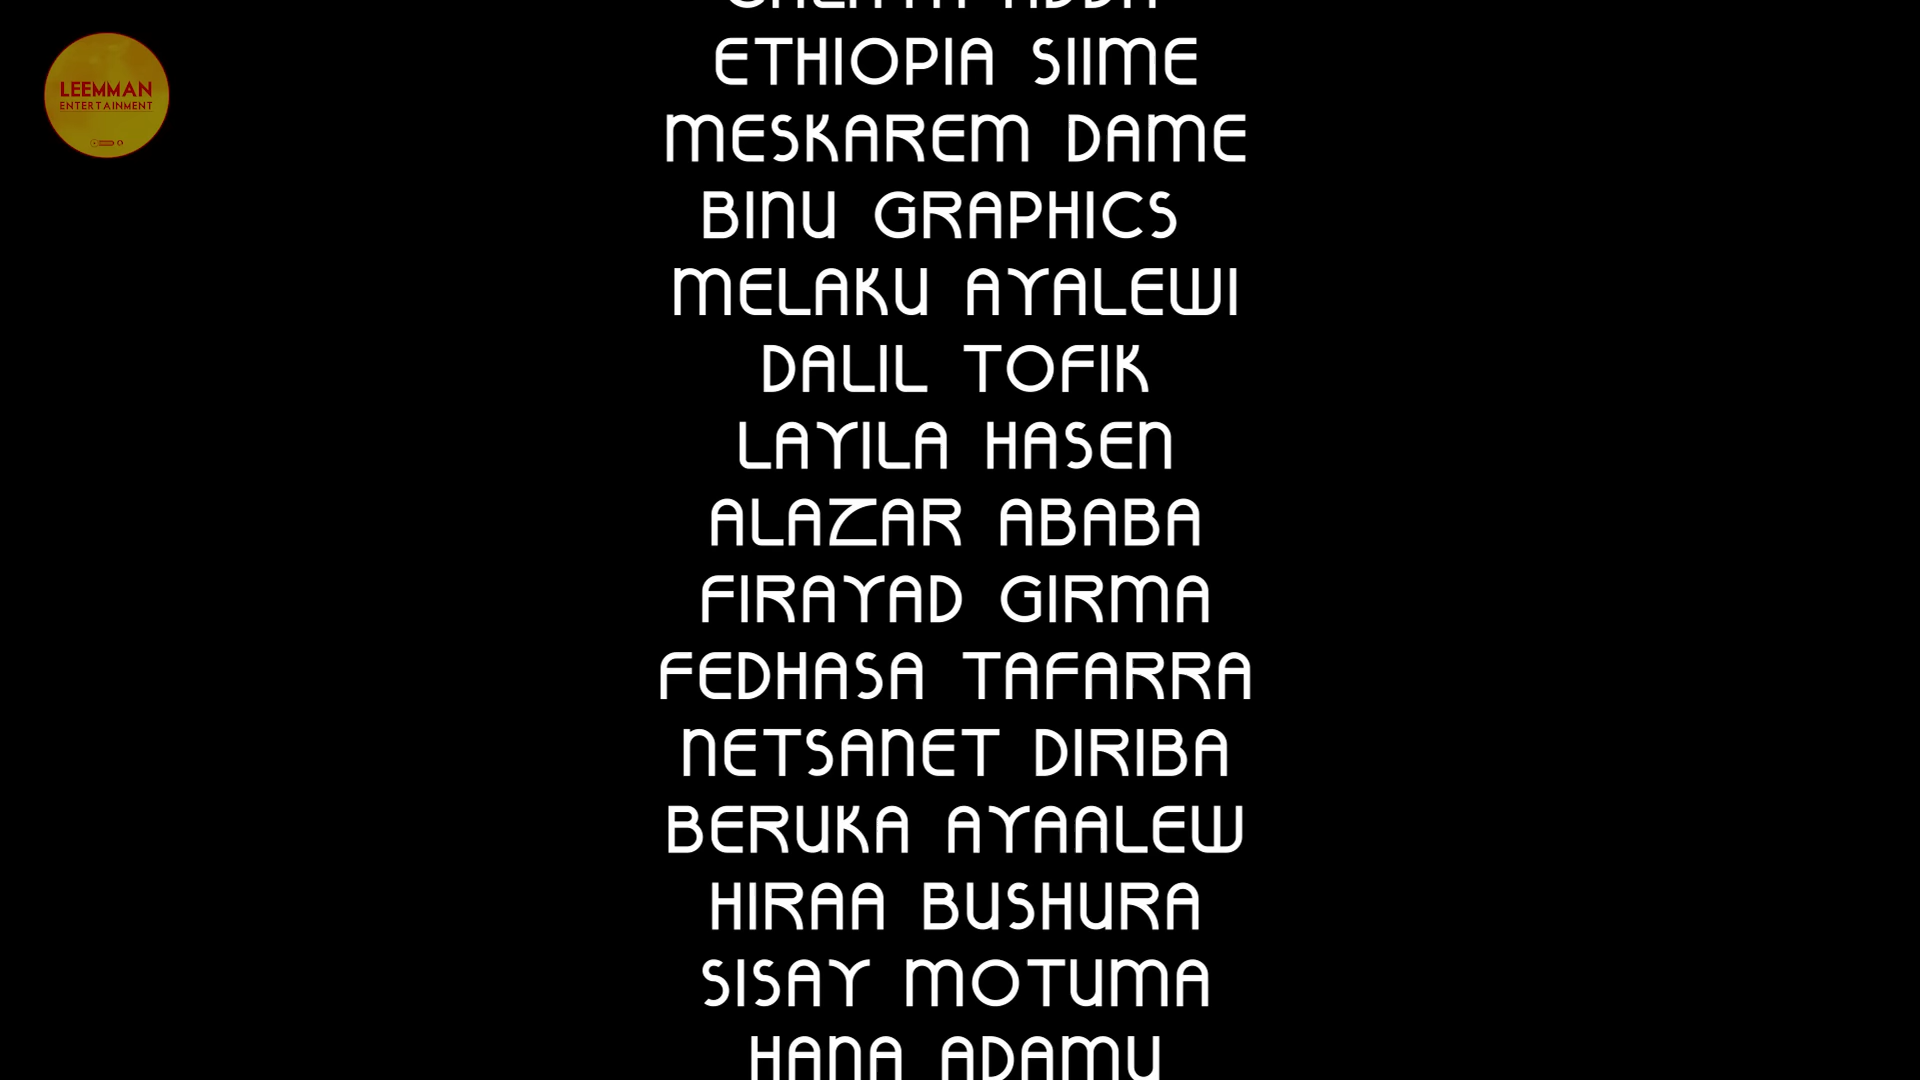 LEEMMAN
ENTERTAINMENT
ETHIOPIA SIIME
MESKAREM DAME
BINU GRAPHICS
MELAKU AYALEWI
DALIL TOFIK
LAYILA HASEN
ALAZAR ABABA
FIRAYAD GIRMA
FEDHASA TAFARRA
NETSANET DIRIBA
BERUKA AYAALEW
HIRAA BUSHURA
SISAY MOTUMA
HANA ADAMU